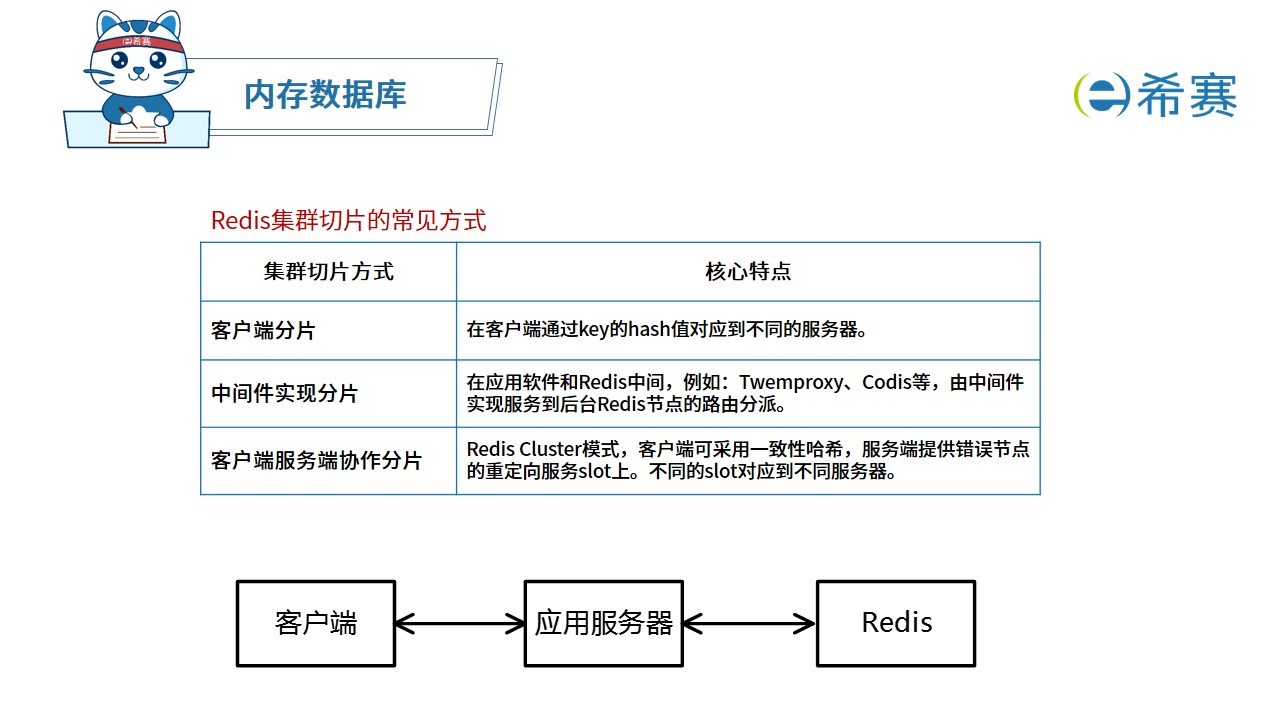 希赛
内存数据库
希赛
Redis集群切片的常见方式
集群切片方式
核心特点
客户端分片
在客户端通过key的hash值对应到不同的服务器。
中间件实现分片
在应用软件和Redis中间，例如：Twemproxy、Codis等，由中间件
实现服务到后台Redis节点的路由分派。
客户端服务端协作分片
Redis Cluster模式，客户端可采用一致性哈希，服务端提供错误节点
的重定向服务slot上。不同的slot对应到不同服务器。
客户端
应用服务器
Redis